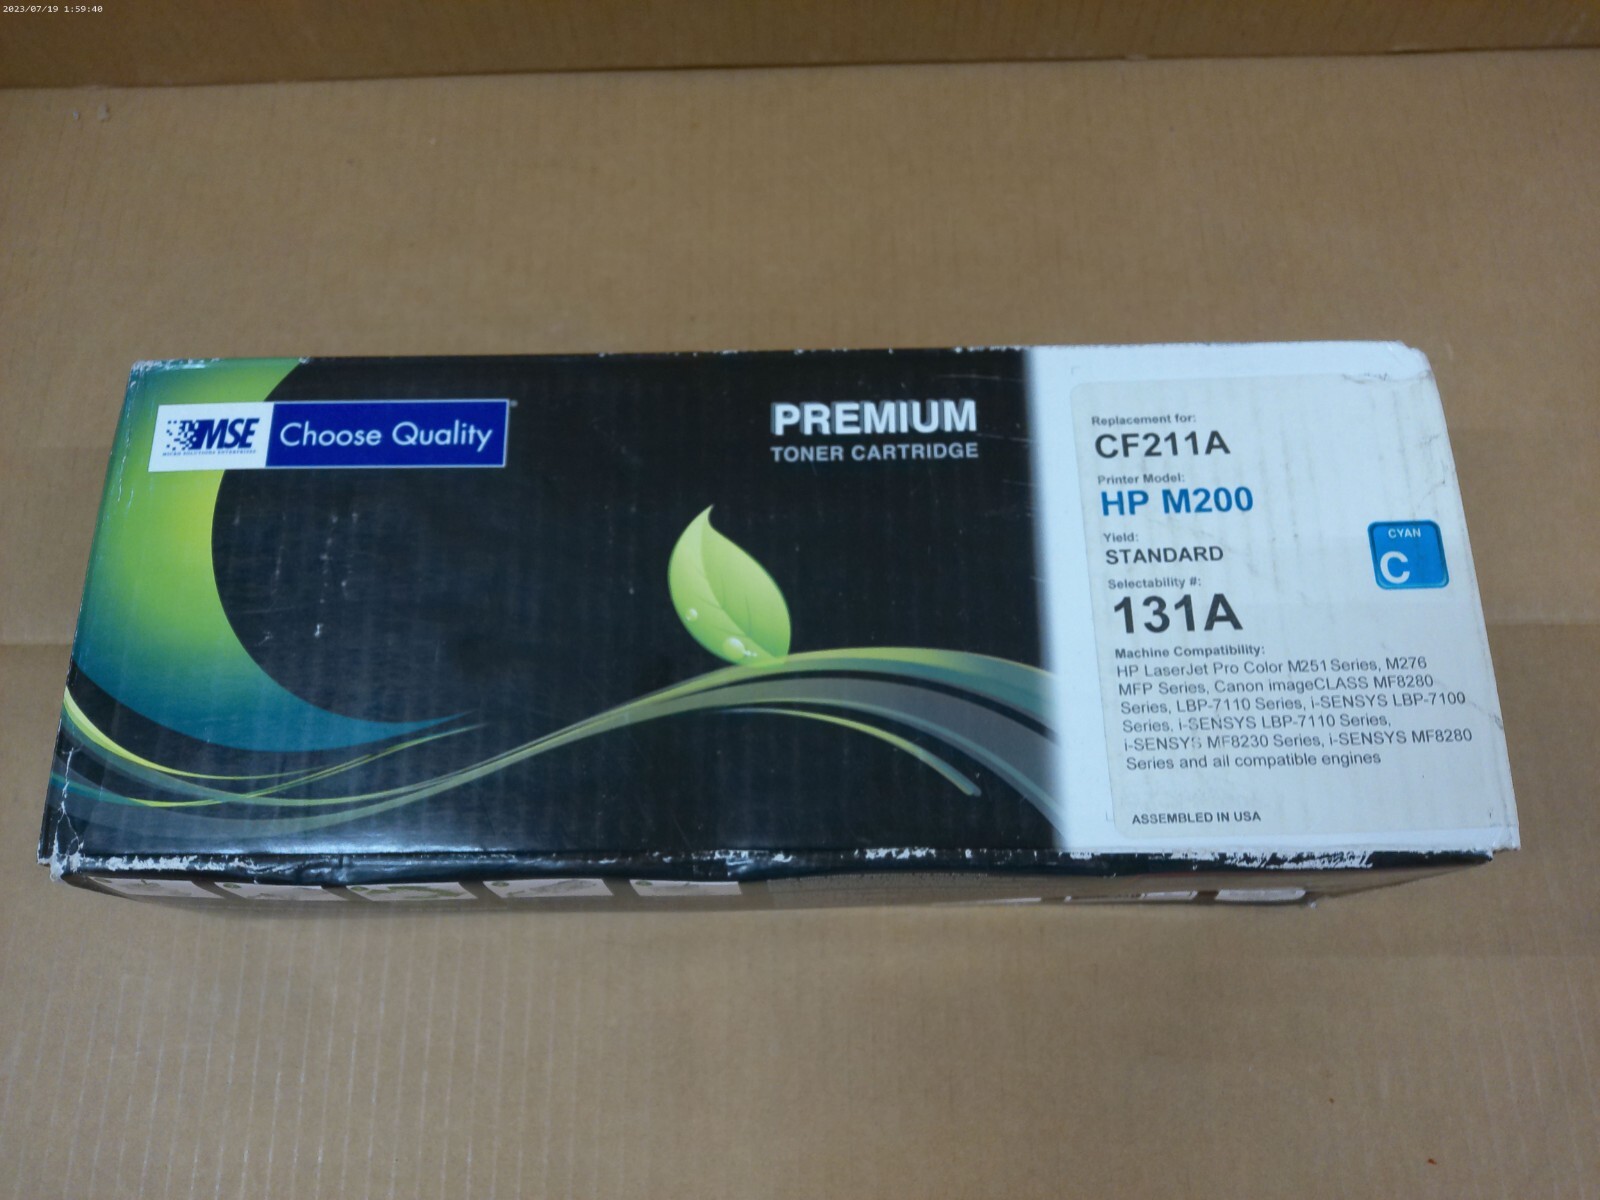 2023/07/19 1:59:40
MSE
MICRO SOLUTIONS ENTERPRISES
Choose Quality
PREMIUM
TONER CARTRIDGE
Replacement for:
CF211A
Printer Model:
HP M200
Yield:
STANDARD
Selectability #:
131A
CYAN
C
Machine Compatibility:
HP LaserJet Pro Color M251 Series, M276
MFP Series, Canon imageCLASS MF8280
Series, LBP-7110 Series, i-SENSYS LBP-7100
Series, i-SENSYS LBP-7110 Series,
i-SENSYS MF8230 Series, i-SENSYS MF8280
Series and all compatible engines
ASSEMBLED IN USA